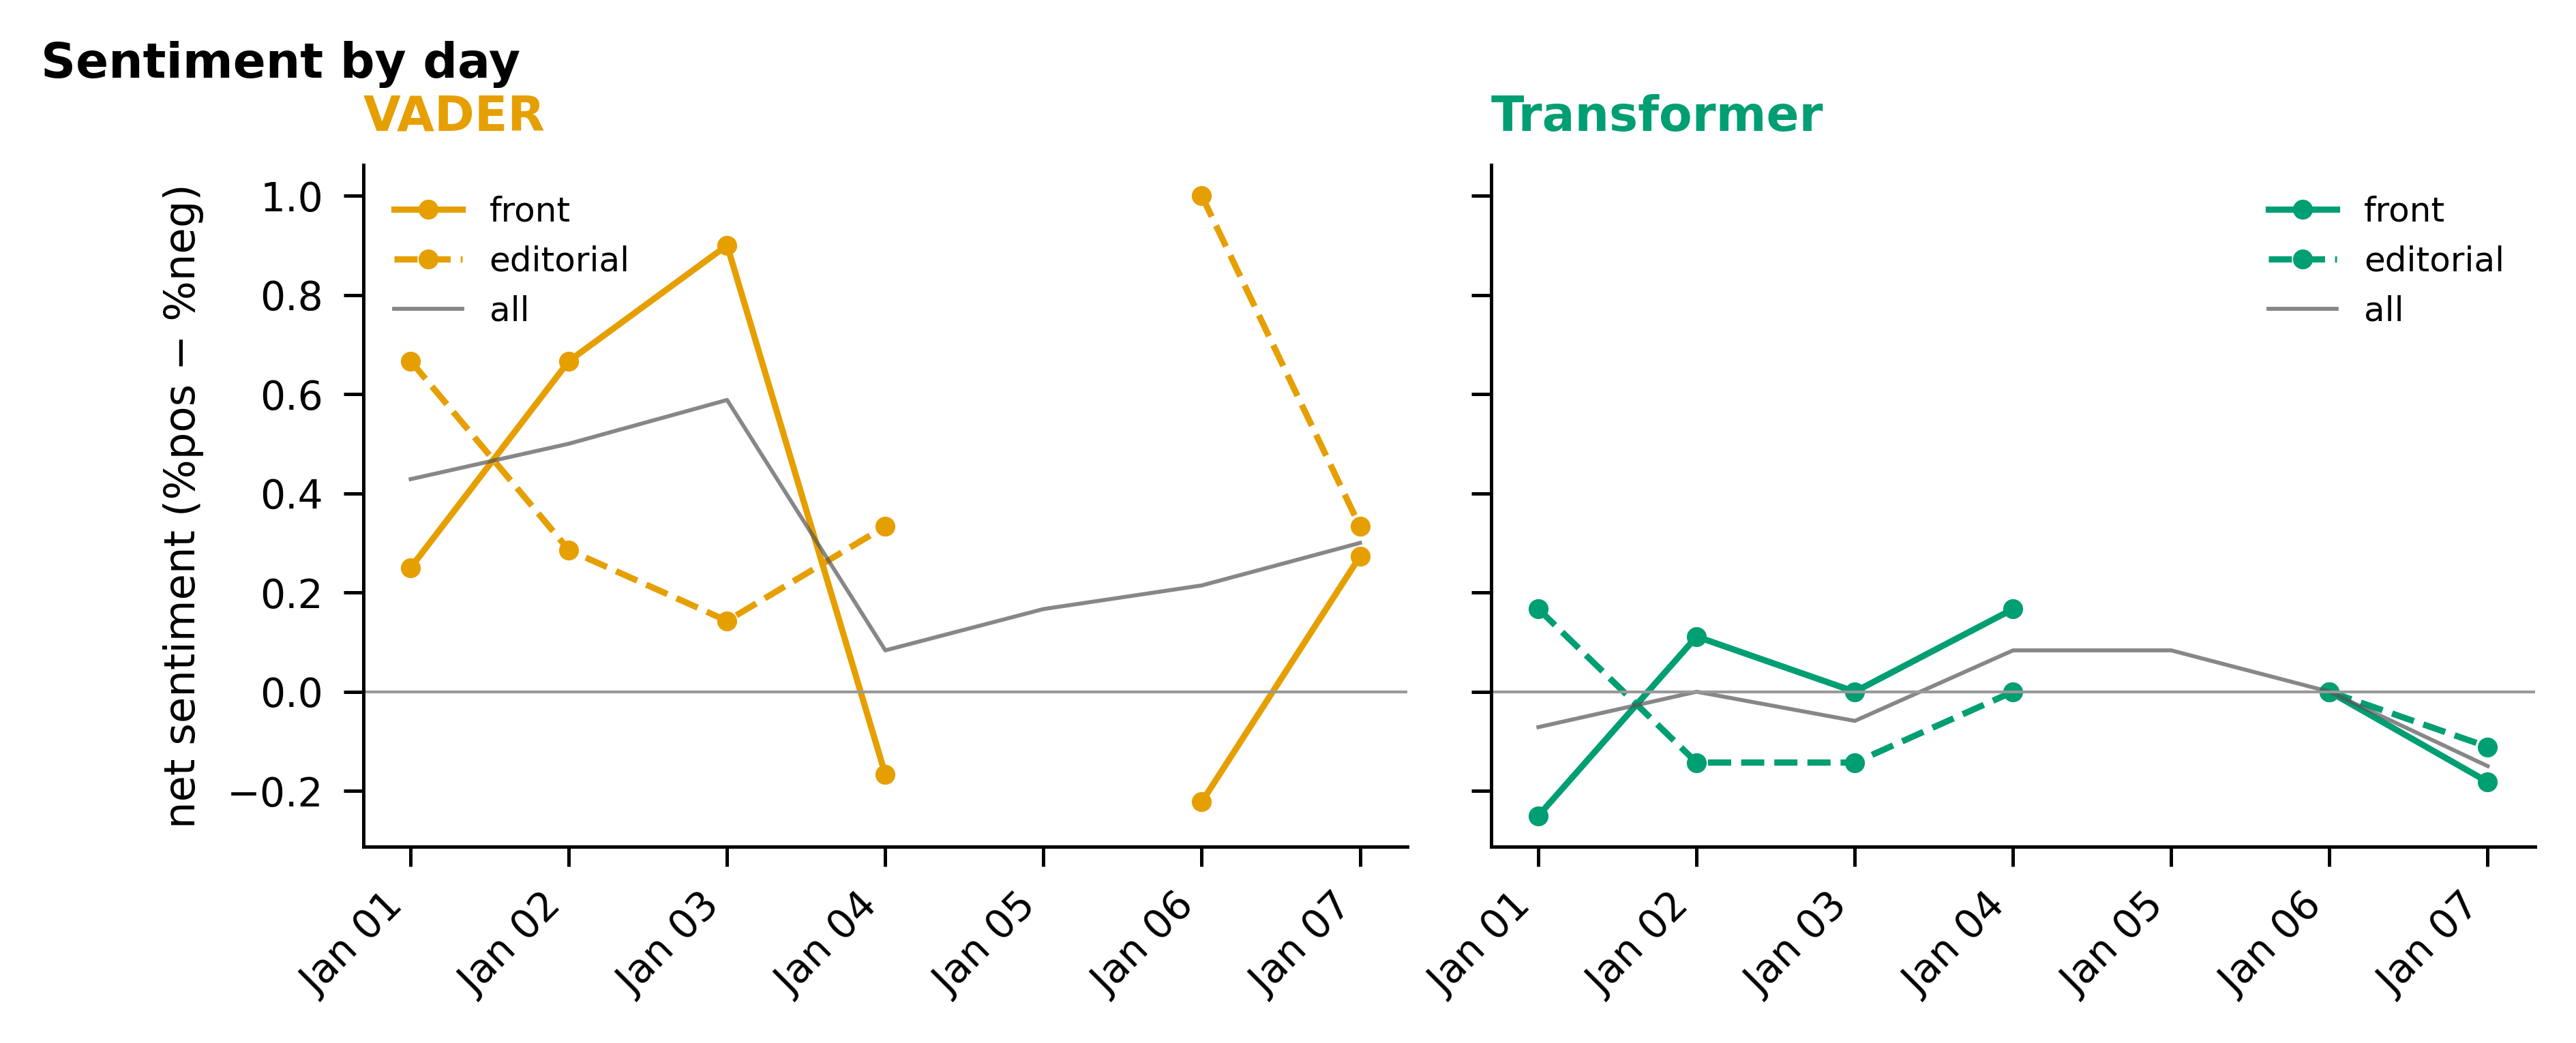 Sentiment by day
VADER
net sentiment (%pos − %neg)
1.0
0.8
0.6
0.4
0.2
0.0
−0.2
front
editorial
all
Jan 01
Jan 02
Jan 03
Jan 04
Jan 05
Jan 06
Jan 07
Transformer
front
editorial
all
Jan 01
Jan 02
Jan 03
Jan 04
Jan 05
Jan 06
Jan 07